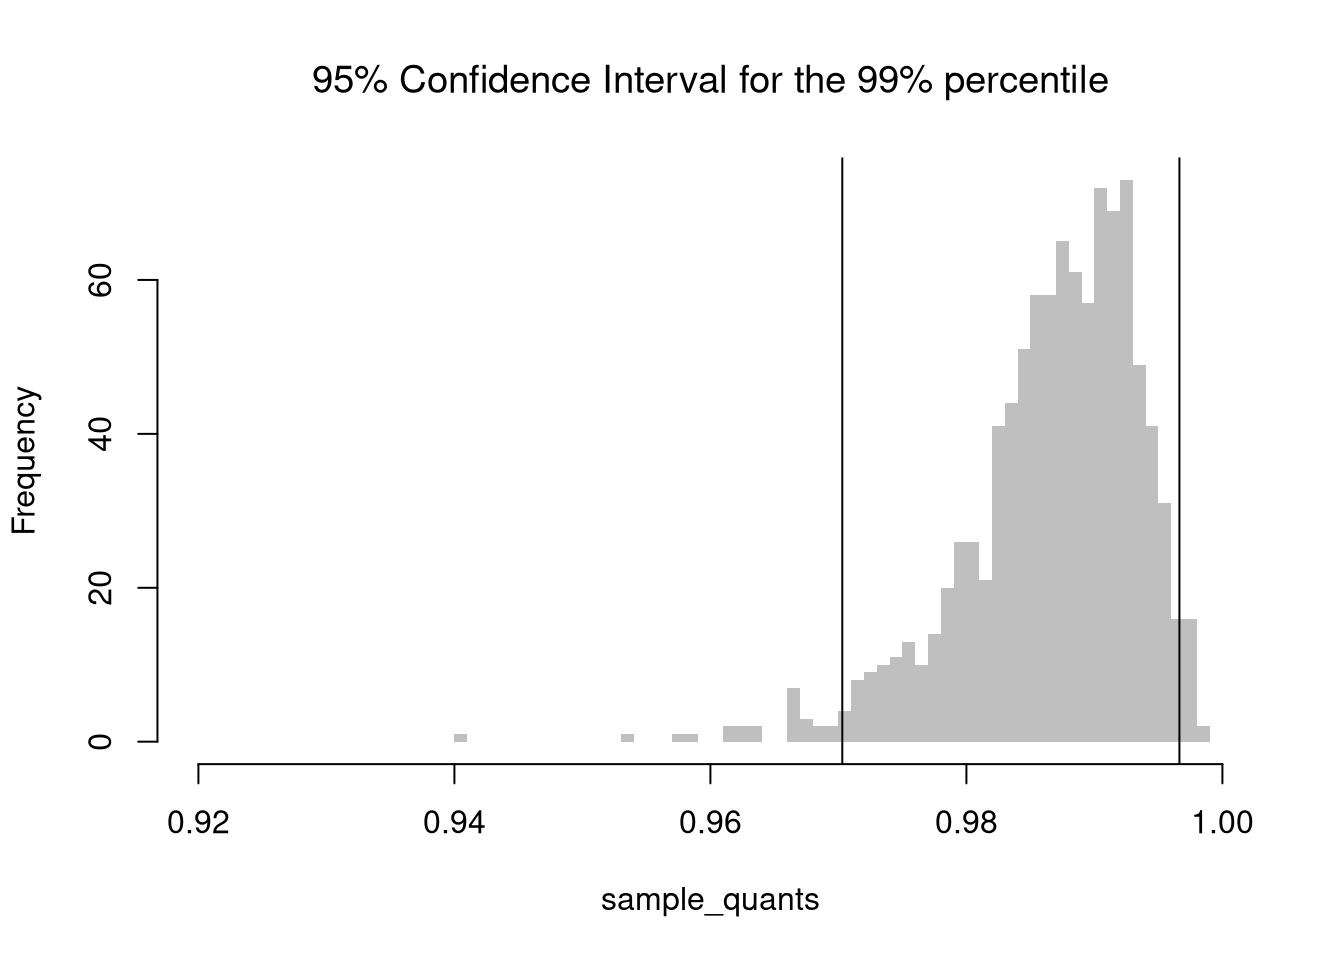 95% Confidence Interval for the 99% percentile
Frequency
60
40
20
0
0.92 0.94 0.96 0.98 1.00
sample_quants